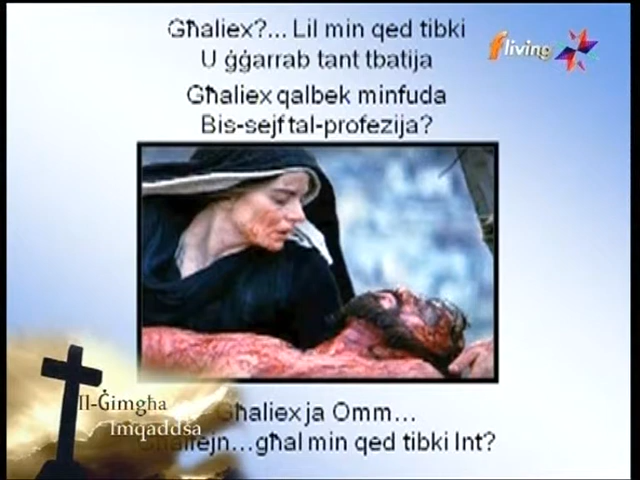 Għaliex?... Lil min qed tibki
U ġġarrab tant tbatija
Għaliex qalbek minfuda
Bis-sejf tal-profezija?
f living
Għaliex ja Omm...
Għalfejn...għal min qed tibki Int?
Il-Ġimgħa
Imqaddsa